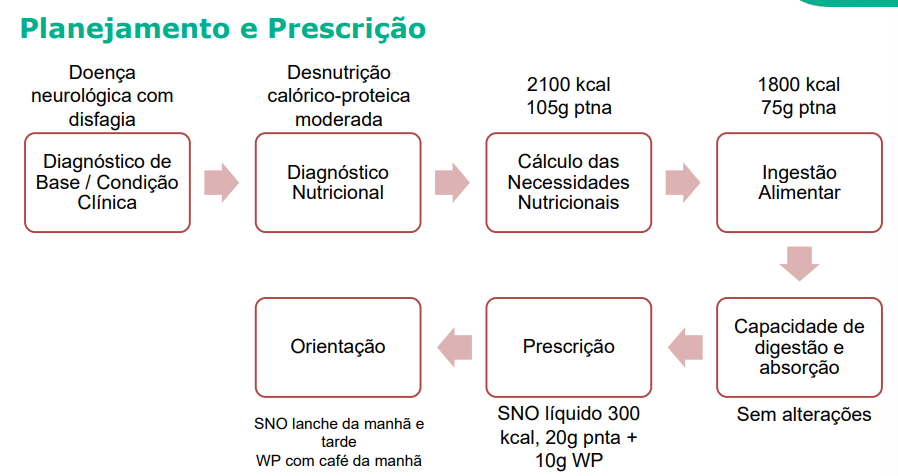 Planejamento e Prescrição
Doença
neurológica com
disfagia
Diagnóstico de
Base / Condição
Clínica
Desnutrição
calórico-proteica
moderada
Diagnóstico
Nutricional
2100 kcal
105g ptna
Cálculo das
Necessidades
Nutricionais
1800 kcal
75g ptna
Ingestão
Alimentar
Capacidade de
digestão e
absorção
Sem alterações
Prescrição
SNO líquido 300
kcal, 20g pnta +
10g WP
Orientação
SNO lanche da manhã e
tarde
WP com café da manhã